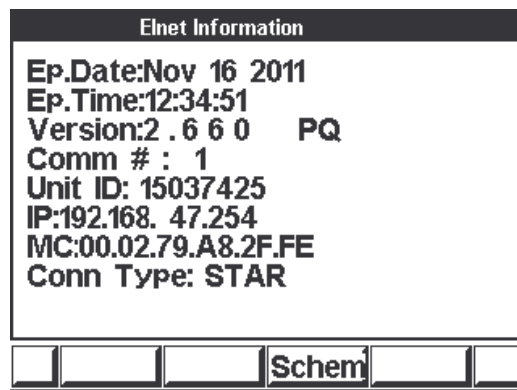 Elnet Information
Ep.Date:Nov 16 2011
Ep.Time:12:34:51
Version:2 . 6 6 0 PQ
Comm # : 1
Unit ID: 15037425
IP:192.168. 47.254
MC:00.02.79.A8.2F.FE
Conn Type: STAR
Schem